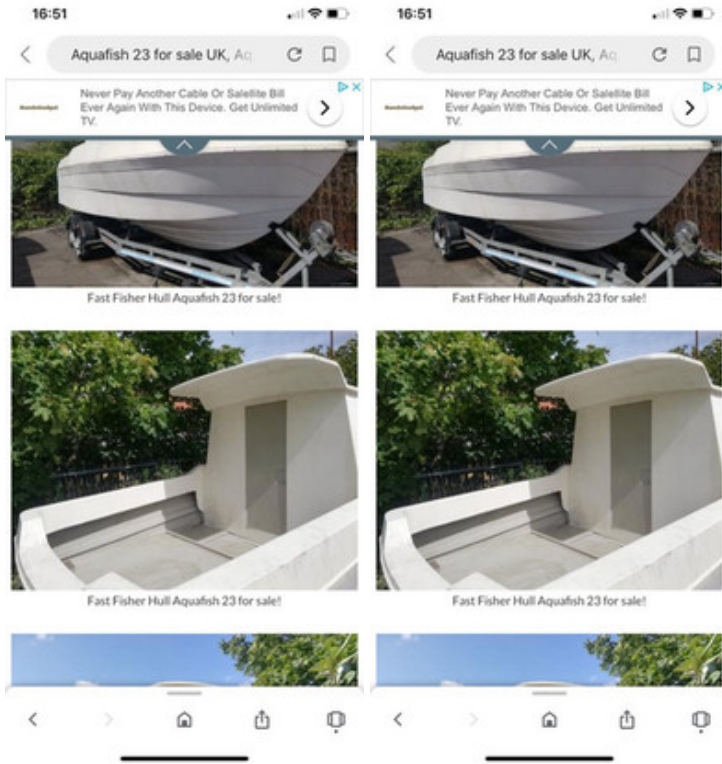 16:51
Aquafish 23 for sale UK, Aq
Never Pay Another Cable Or Salellite Bill
Ever Again With This Device. Get Unlimited
TV.
Fast Fisher Hull Aquafish 23 for sale!
Fast Fisher Hull Aquafish 23 for sale!
16:51
Aquafish 23 for sale UK, Aq
Never Pay Another Cable Or Salellite Bill
Ever Again With This Device. Get Unlimited
TV.
Fast Fisher Hull Aquafish 23 for sale!
Fast Fisher Hull Aquafish 23 for sale!